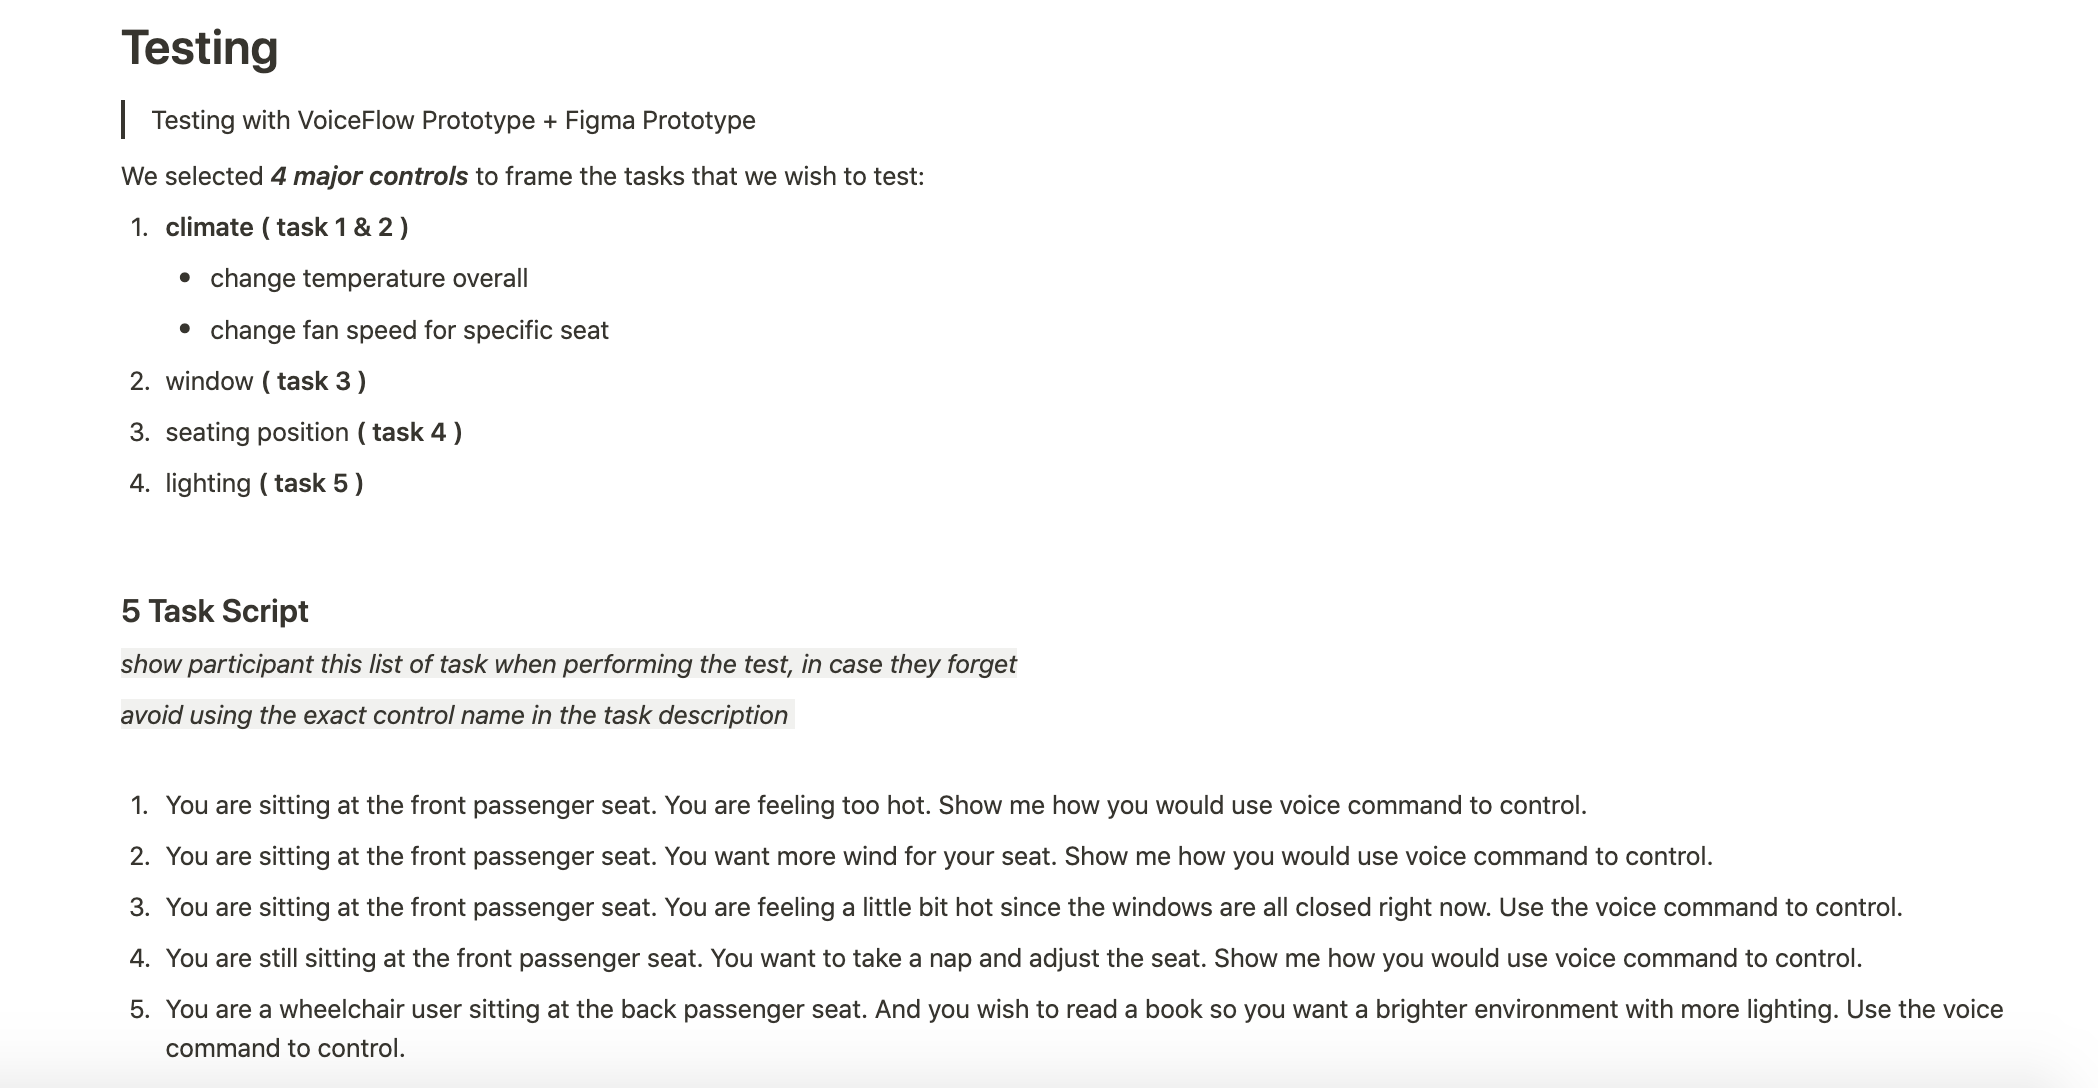 Testing
Testing with VoiceFlow Prototype + Figma Prototype
We selected 4 major controls to frame the tasks that we wish to test:
1. climate ( task 1 & 2 )
• change temperature overall
• change fan speed for specific seat
2. window ( task 3 )
3. seating position ( task 4 )
4. lighting ( task 5 )
5 Task Script
show participant this list of task when performing the test, in case they forget
avoid using the exact control name in the task description
1. You are sitting at the front passenger seat. You are feeling too hot. Show me how you would use voice command to control.
2. You are sitting at the front passenger seat. You want more wind for your seat. Show me how you would use voice command to control.
3. You are sitting at the front passenger seat. You are feeling a little bit hot since the windows are all closed right now. Use the voice command to control.
4. You are still sitting at the front passenger seat. You want to take a nap and adjust the seat. Show me how you would use voice command to control.
5. You are a wheelchair user sitting at the back passenger seat. And you wish to read a book so you want a brighter environment with more lighting. Use the voice
command to control.